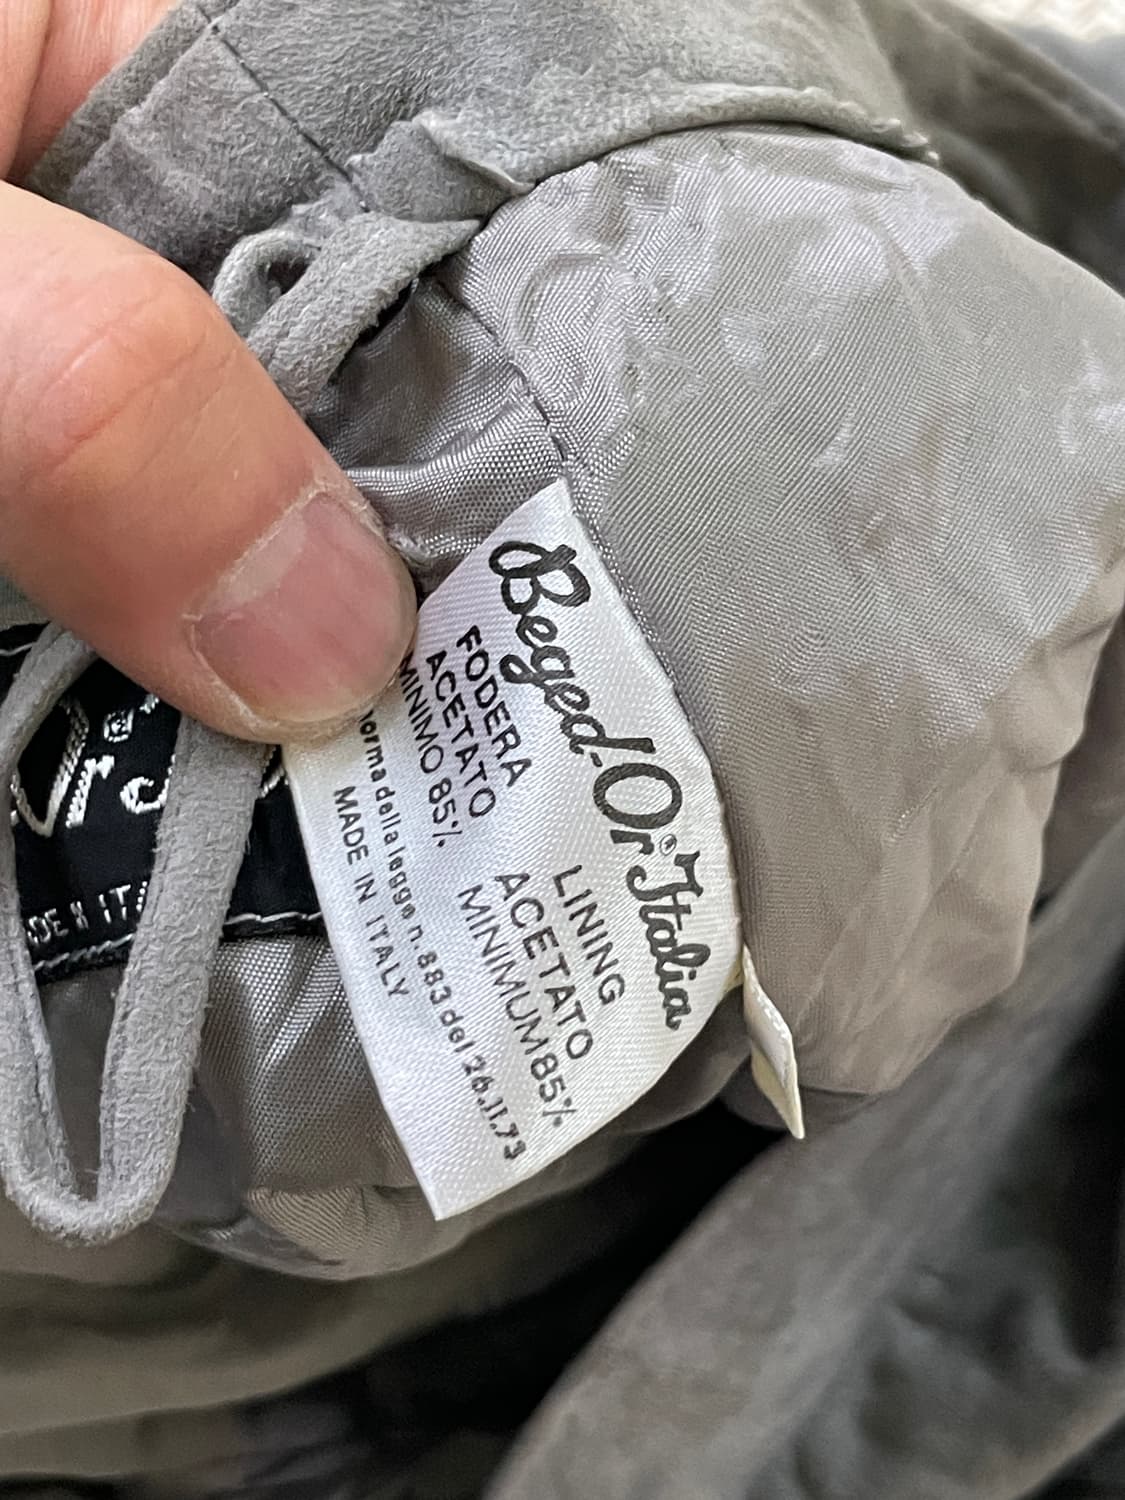 Beged-Or® Italia
FODERA
ACETATO
MINIMO 85%
LINING
ACETATO
MINIMUM 85%
norma della legge n. 883 del 26.11.73
MADE IN ITALY
Or®